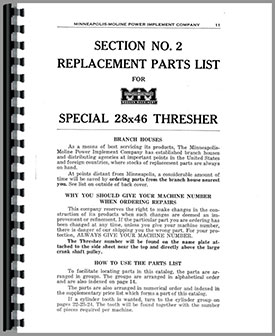 MINNEAPOLIS-MOLINE POWER IMPLEMENT COMPANY 11
SECTION NO. 2
REPLACEMENT PARTS LIST
FOR
MM
SPECIAL 28x46 THRESHER
BRANCH HOUSES
As a means of best servicing its products, The Minneapolis-
Moline Power Implement Company has established branch houses
and distributing agencies at important points in the United States
and foreign countries, where stocks of replacement parts are always
on hand.
At points distant from Minneapolis, a considerable amount of
time will be saved by ordering parts from the branch house nearest
you. See list on outside of back cover.
WHY YOU SHOULD GIVE YOUR MACHINE NUMBER
WHEN ORDERING REPAIRS
This company reserves the right to make changes in the con-
struction of its products when such changes are deemed an im-
provement or refinement. If the particular part you are ordering has
been changed at any time, unless you give your machine number,
there is danger of our shipping you the wrong part. For your pro-
tection, ALWAYS GIVE YOUR MACHINE NUMBER.
The Thresher number will be found on the name plate at-
tached to the side sheet near the top and directly above the large
crank shaft pulley.
HOW TO USE THE PARTS LIST
To facilitate locating parts in this catalog, the parts are ar-
ranged in groups. The groups are arranged in alphabetical order
and are also indexed on page 14.
The parts are also arranged in numerical order and indexed in
the supplementary price list which forms a part of this catalog.
If a cylinder tooth is wanted, turn to the cylinder group on
pages 22-23-24. The tooth will be found together with the number
of pieces required per machine.